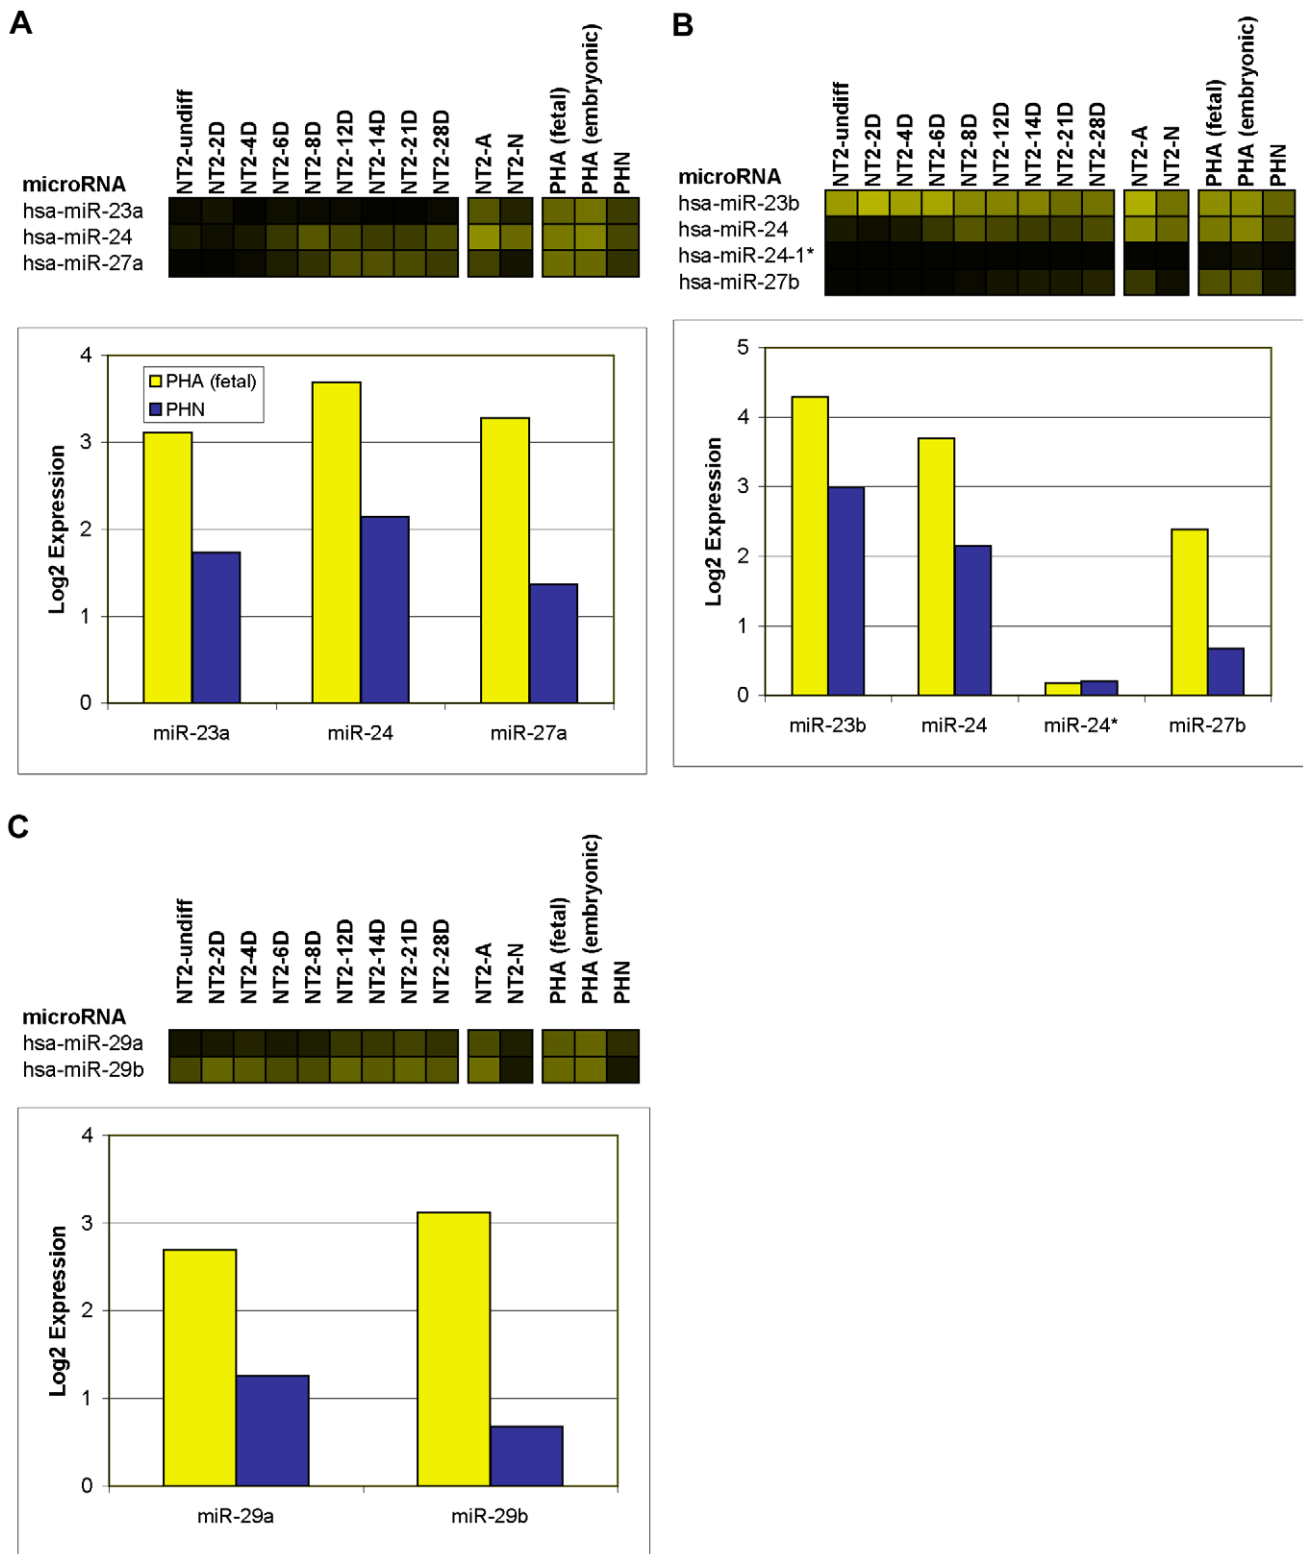 A
NT2-undiff NT2-2D NT2-4D NT2-6D NT2-8D NT2-12D NT2-14D NT2-21D NT2-28D NT2-A NT2-N PHA (fetal) PHA (embryonic) PHN
microRNA
hsa-miR-23a
hsa-miR-24
hsa-miR-27a
Log2 Expression
4
3
2
1
0
PHA (fetal)
PHN
miR-23a miR-24 miR-27a
B
NT2-undiff NT2-2D NT2-4D NT2-6D NT2-8D NT2-12D NT2-14D NT2-21D NT2-28D NT2-A NT2-N PHA (fetal) PHA (embryonic) PHN
microRNA
hsa-miR-23b
hsa-miR-24
hsa-miR-24-1*
hsa-miR-27b
Log2 Expression
5
4
3
2
1
0
miR-23b miR-24 miR-24* miR-27b
C
NT2-undiff NT2-2D NT2-4D NT2-6D NT2-8D NT2-12D NT2-14D NT2-21D NT2-28D NT2-A NT2-N PHA (fetal) PHA (embryonic) PHN
microRNA
hsa-miR-29a
hsa-miR-29b
Log2 Expression
4
3
2
1
0
miR-29a miR-29b